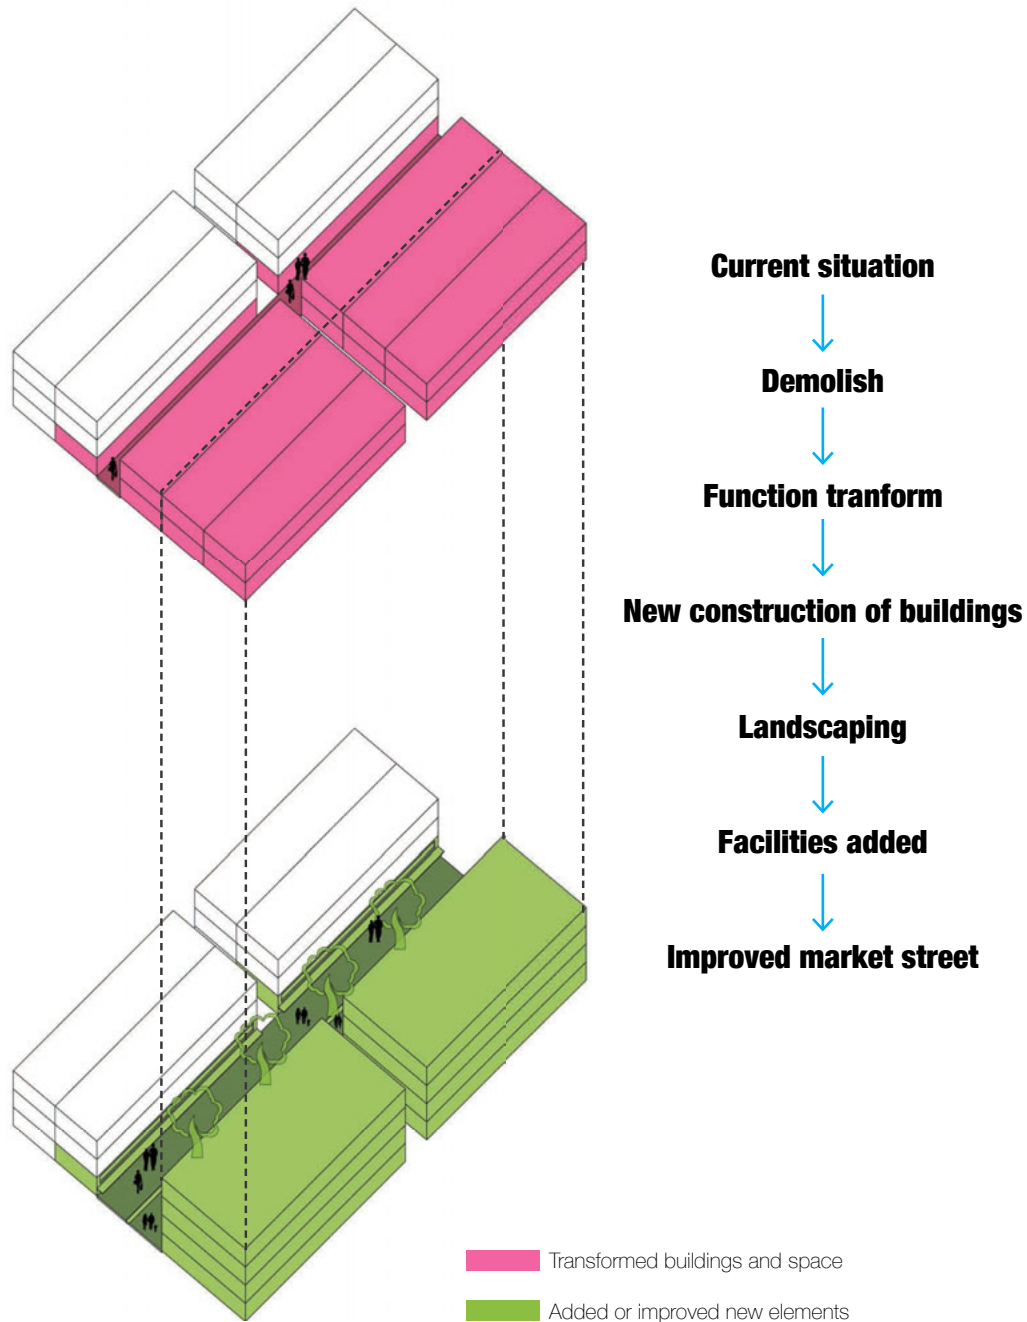 Current situation
Demolish
Function tranform
New construction of buildings
Landscaping
Facilities added
Improved market street
Transformed buildings and space
Added or improved new elements